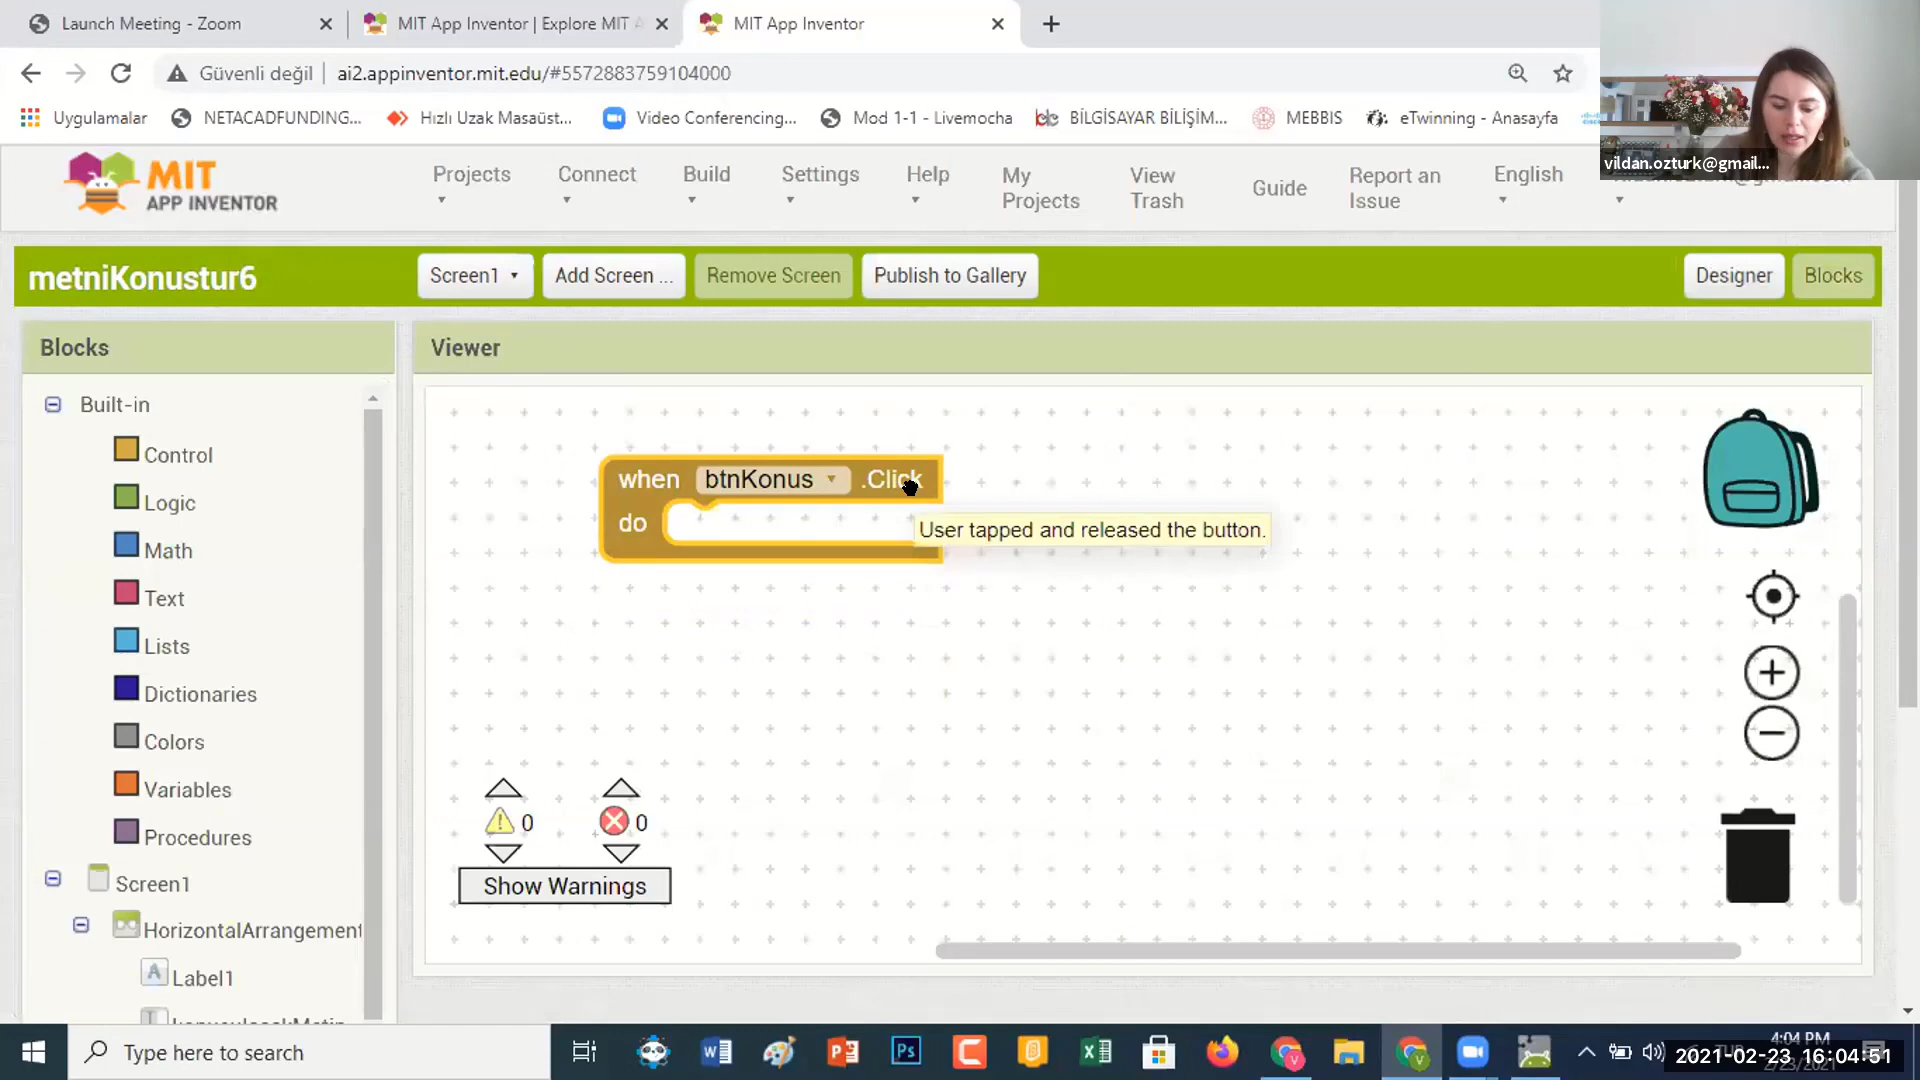 Launch Meeting - Zoom
MIT App Inventor | Explore MIT
MIT App Inventor
Güvenli değil
ai2.appinventor.mit.edu/#5572883759104000
Uygulamalar
NETACADFUNDING...
Hızlı Uzak Masaüst...
Video Conferencing...
Mod 1-1 - Livemocha
BİLGİSAYAR BİLİŞİM...
MEBBIS
eTwinning - Anasayfa
vildan.ozturk@gmail...
MIT
APP INVENTOR
Projects
Connect
Build
Settings
Help
My Projects
View Trash
Guide
Report an Issue
English
metniKonustur6
Screen1
Add Screen ...
Remove Screen
Publish to Gallery
Designer
Blocks
Blocks
Viewer
Built-in
Control
Logic
Math
Text
Lists
Dictionaries
Colors
Variables
Procedures
Screen1
HorizontalArrangement
Label1
when btnKonus .Click
do
User tapped and released the button.
0
0
Show Warnings
Type here to search
Ps
4:04 PM
2021-02-23 16:04:51